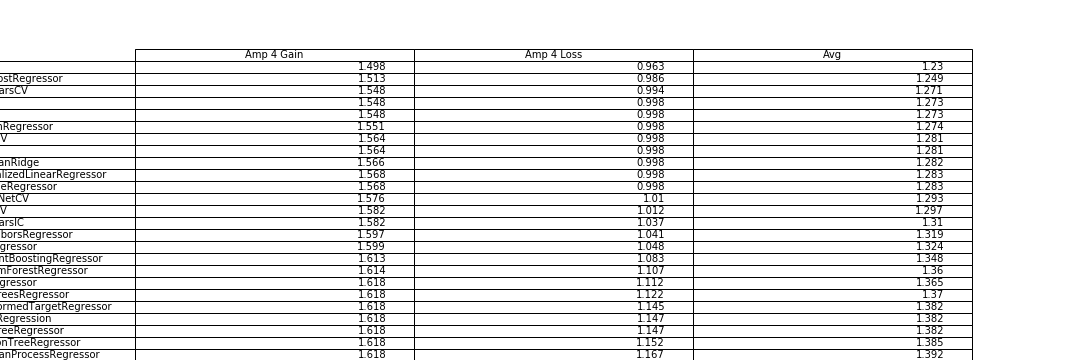 Amp 4 Gain Amp 4 Loss Avg
1.498 0.963 1.23
ostRegressor 1.513 0.986 1.249
arsCV 1.548 0.994 1.271
1.548 0.998 1.273
1.548 0.998 1.273
nRegressor 1.551 0.998 1.274
V 1.564 0.998 1.281
1.564 0.998 1.281
anRidge 1.566 0.998 1.282
alizedLinearRegressor 1.568 0.998 1.283
eRegressor 1.568 0.998 1.283
NetCV 1.576 1.01 1.293
V 1.582 1.012 1.297
arsIC 1.582 1.037 1.31
borsRegressor 1.597 1.041 1.319
gressor 1.599 1.048 1.324
ntBoostingRegressor 1.613 1.083 1.348
mForestRegressor 1.614 1.107 1.36
gressor 1.618 1.112 1.365
reesRegressor 1.618 1.122 1.37
ormedTargetRegressor 1.618 1.145 1.382
Regression 1.618 1.147 1.382
reeRegressor 1.618 1.147 1.382
onTreeRegressor 1.618 1.152 1.385
anProcessRegressor 1.618 1.167 1.392